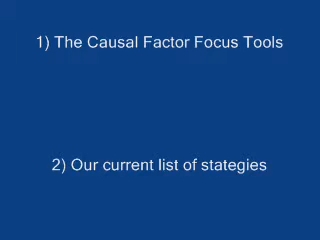 1) The Causal Factor Focus Tools
2) Our current list of stategies